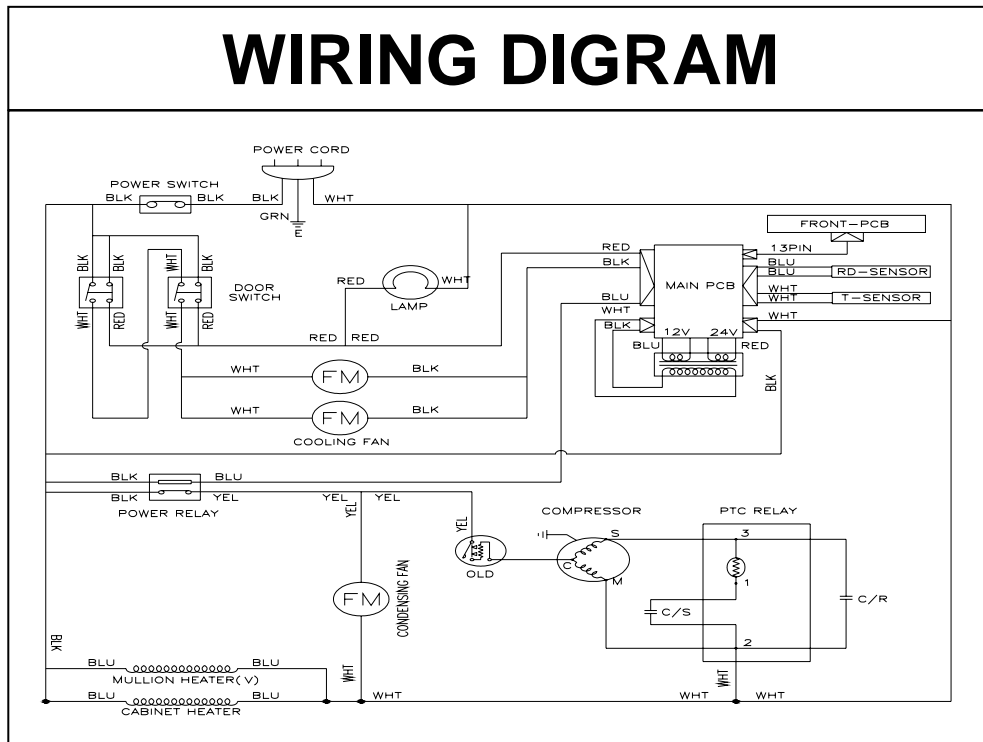 WIRING DIGRAM
POWER CORD
POWER SWITCH
BLK BLK BLK WHT
GRN
E
FRONT-PCB
13PIN
RED
BLK
BLU
BLU
RD-SENSOR
WHT
WHT
T-SENSOR
MAIN PCB
BLK BLK WHT BLK
DOOR
SWITCH
RED WHT
LAMP
BLU
WHT
BLK
WHT
12V 24V
WHT RED WHT RED
RED RED
BLU RED
BLK
WHT FM BLK
WHT FM BLK
COOLING FAN
BLK BLU
BLK YEL YEL YEL
POWER RELAY
YEL
YEL
COMPRESSOR
PTC RELAY
S
3
C
OLD
M
1
C/S
C/R
2
FM
CONDENSING FAN
BLK
WHT
WHT
BLU BLU
MULLION HEATER(V)
BLU BLU WHT WHT WHT
CABINET HEATER